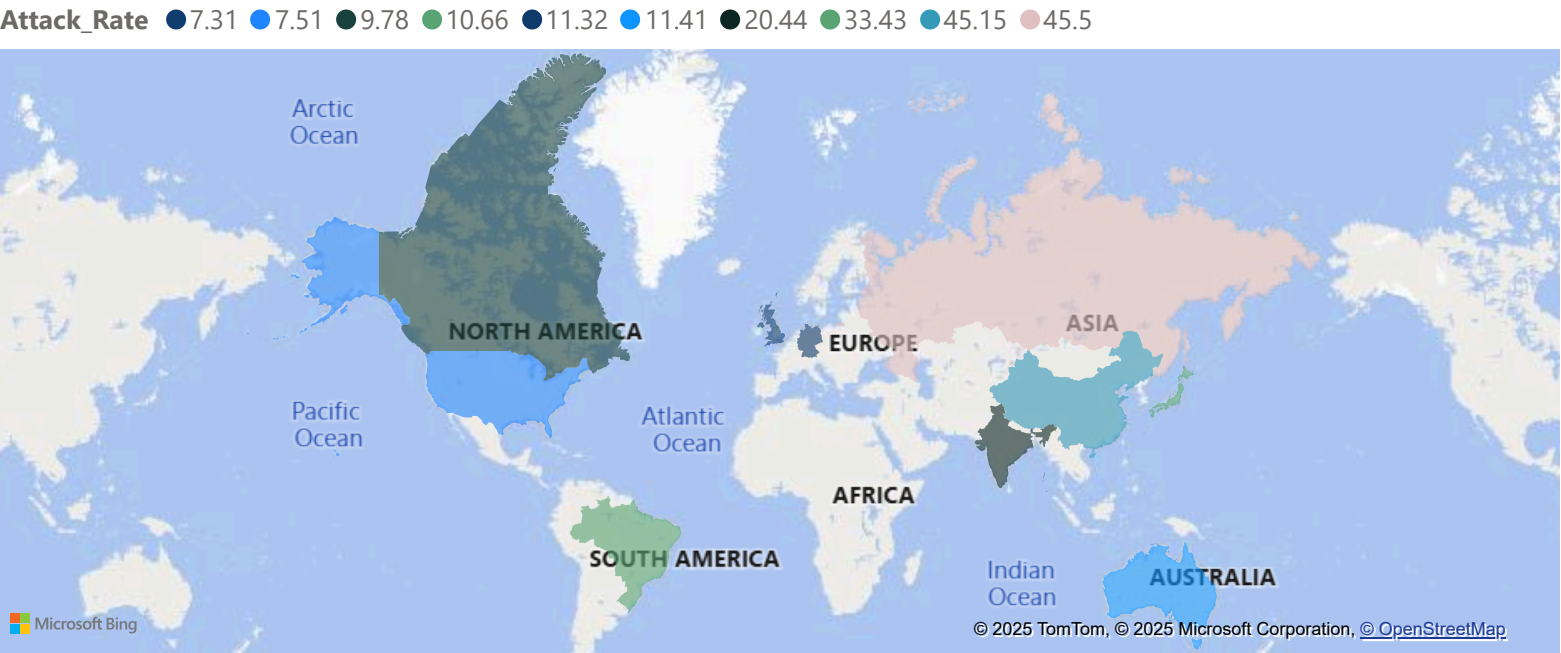 Attack_Rate 7.31 7.51 9.78 10.66 11.32 11.41 20.44 33.43 45.15 45.5
Arctic
Ocean
NORTH AMERICA
ASIA
EUROPE
Pacific
Ocean
Atlantic
Ocean
AFRICA
SOUTH AMERICA
Indian
Ocean
AUSTRALIA
Microsoft Bing
© 2025 TomTom, © 2025 Microsoft Corporation, © OpenStreetMap